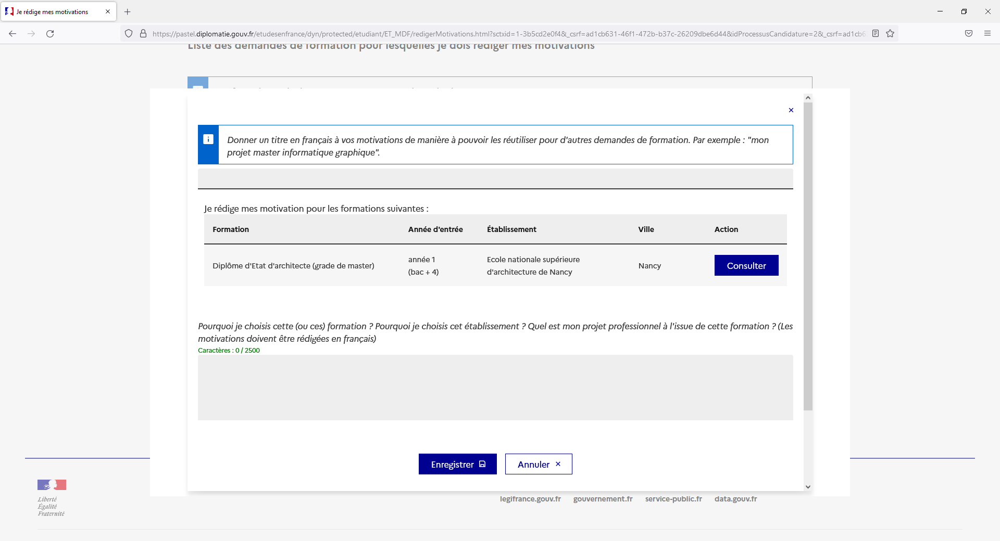 Je rédige mes motivations
https://pastel.diplomatie.gouv.fr/etudesenfrance/dyn/protected/etudiant/ET_MDF/redigerMotivations.html?sctxid=1-3b5cd2e0f4&_csrf=ad1cb631-46f1-472b-b37c-26209dbe6d44&idProcessusCandidature=2&_csrf=ad1cb6
Liste des demandes de formation pour lesquelles je dois rédiger mes motivations
Donner un titre en français à vos motivations de manière à pouvoir les réutiliser pour d'autres demandes de formation. Par exemple : "mon
projet master informatique graphique".
Je rédige mes motivation pour les formations suivantes :
Formation Année d'entrée Établissement Ville Action
Diplôme d'Etat d'architecte (grade de master) année 1 (bac + 4) Ecole nationale supérieure d'architecture de Nancy Nancy Consulter
Pourquoi je choisis cette (ou ces) formation ? Pourquoi je choisis cet établissement ? Quel est mon projet professionnel à l'issue de cette formation ? (Les
motivations doivent être rédigées en français)
Caractères : 0 / 2500
Enregistrer Annuler
Liberté
Égalité
Fraternité
legifrance.gouv.fr gouvernement.fr service-public.fr data.gouv.fr